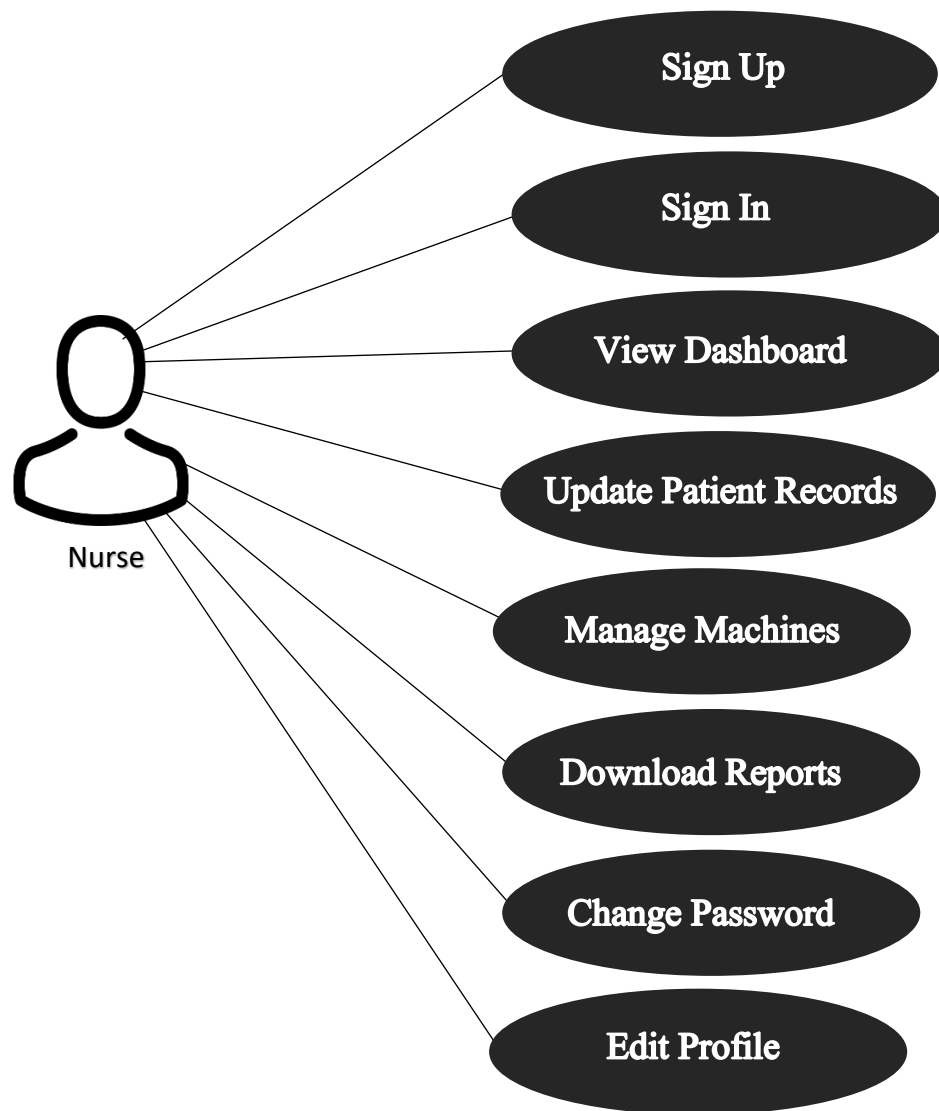 Sign Up
Sign In
View Dashboard
Update Patient Records
Nurse
Manage Machines
Download Reports
Change Password
Edit Profile